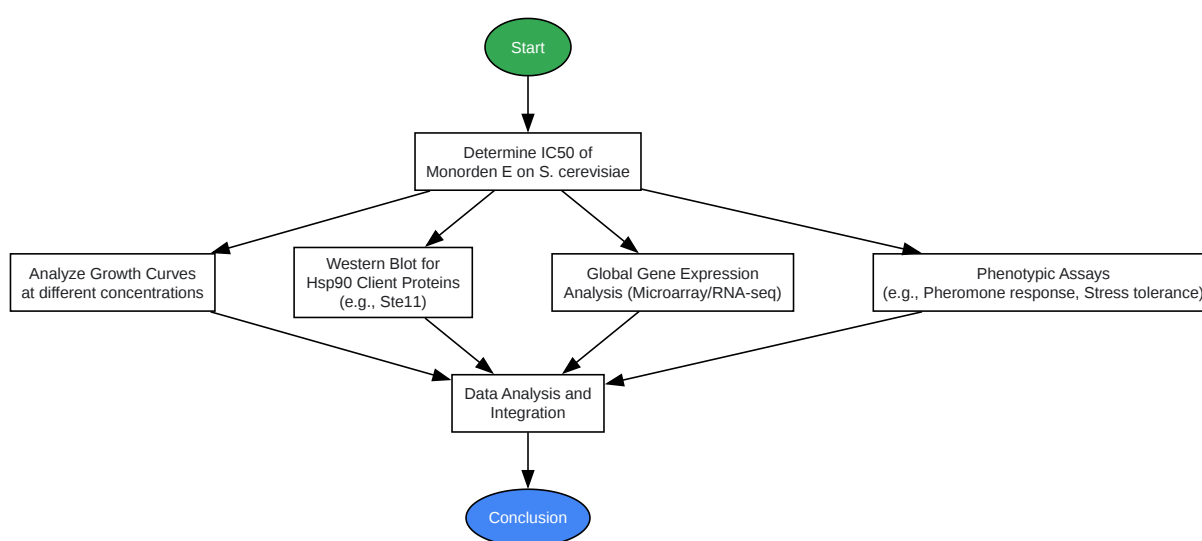 Start
Determine IC50 of
Monorden E on S. cerevisiae
Analyze Growth Curves
at different concentrations
Western Blot for
Hsp90 Client Proteins
(e.g., Ste11)
Global Gene Expression
Analysis (Microarray/RNA-seq)
Phenotypic Assays
(e.g., Pheromone response, Stress tolerance)
Data Analysis and
Integration
Conclusion